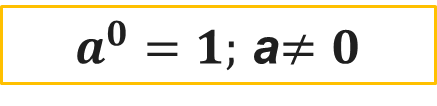 a⁰ = 1; a≠ 0